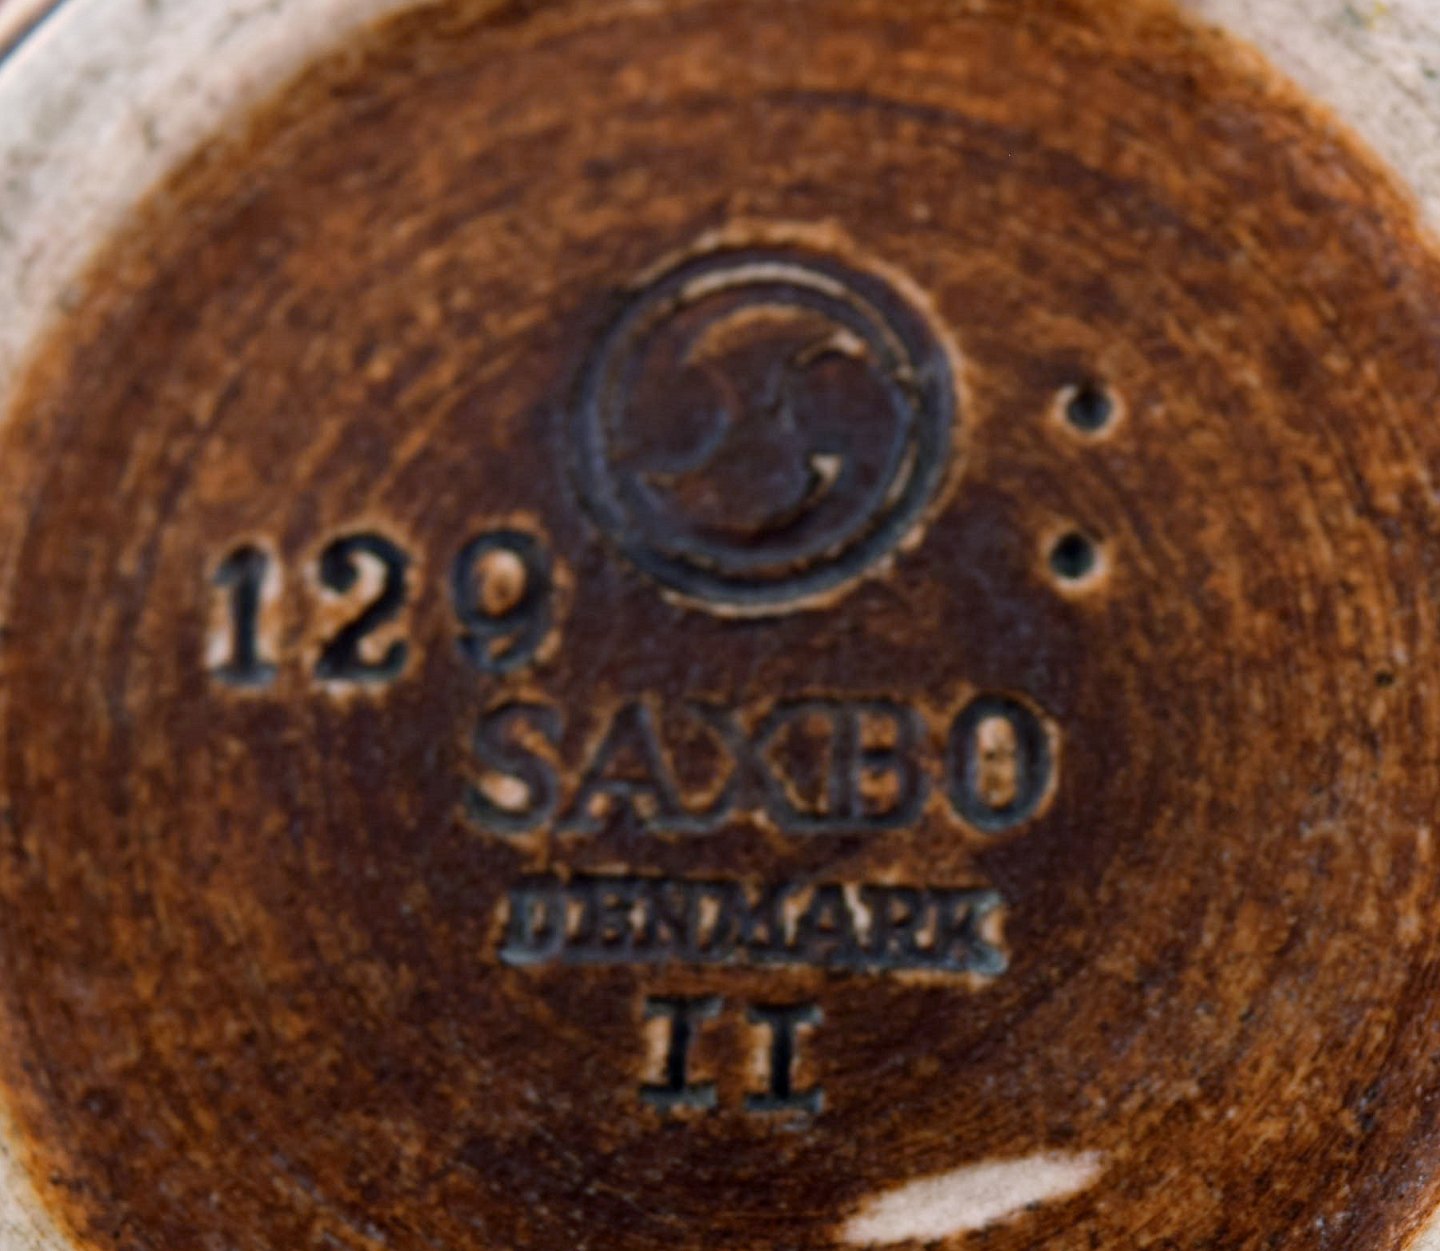 129
SAXBO
DENMARK
II